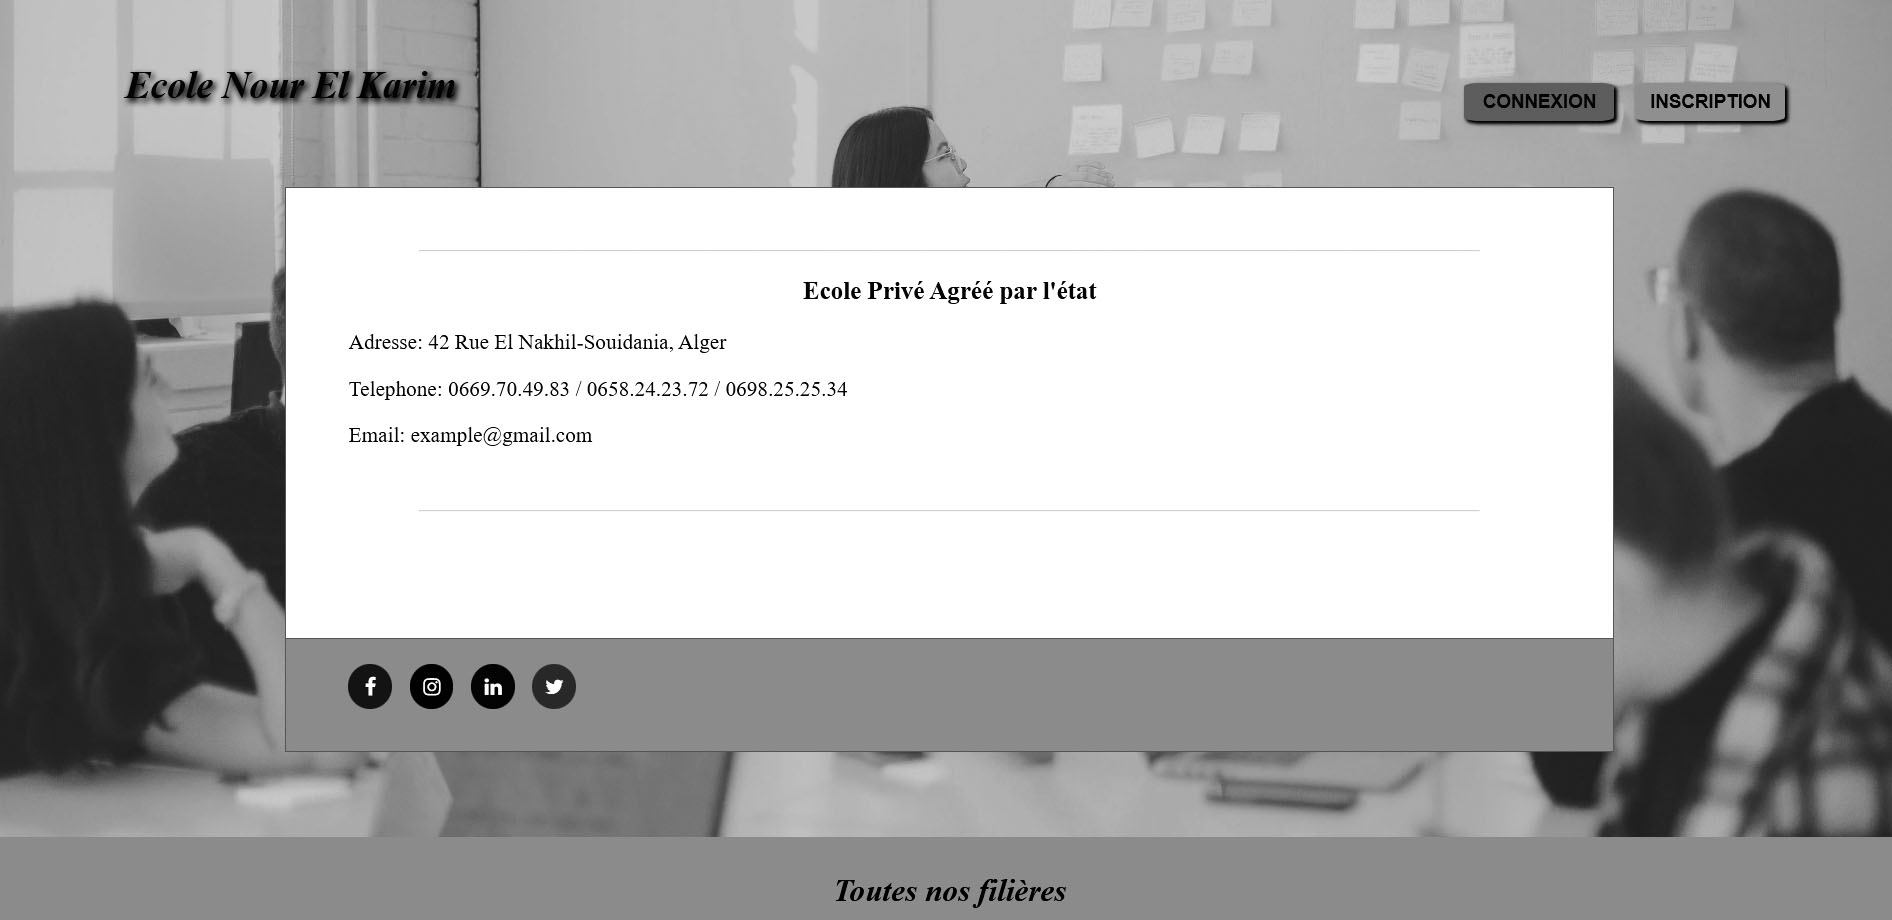 Ecole Nour El Karim
CONNEXION
INSCRIPTION
Ecole Privé Agréé par l'état
Adresse: 42 Rue El Nakhil-Souidania, Alger
Telephone: 0669.70.49.83 / 0658.24.23.72 / 0698.25.25.34
Email: example@gmail.com
Toutes nos filières